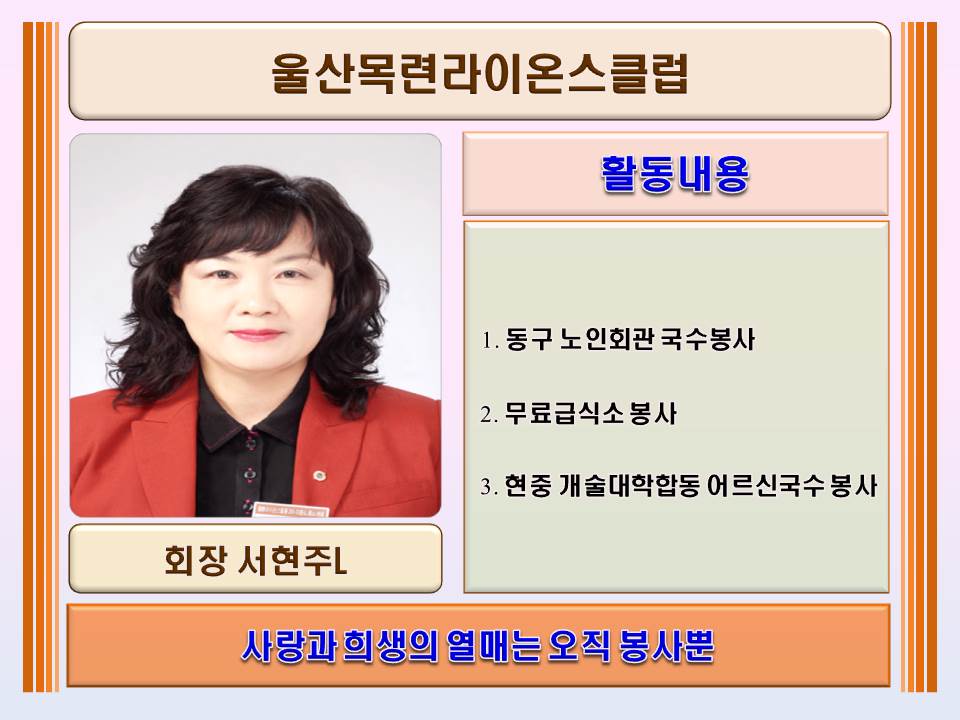 울산목련라이온스클럽
활동내용
1. 동구 노인회관 국수봉사
2. 무료급식소 봉사
3. 현중 개술대학합동 어르신국수 봉사
회장 서현주L
사랑과 희생의 열매는 오직 봉사뿐